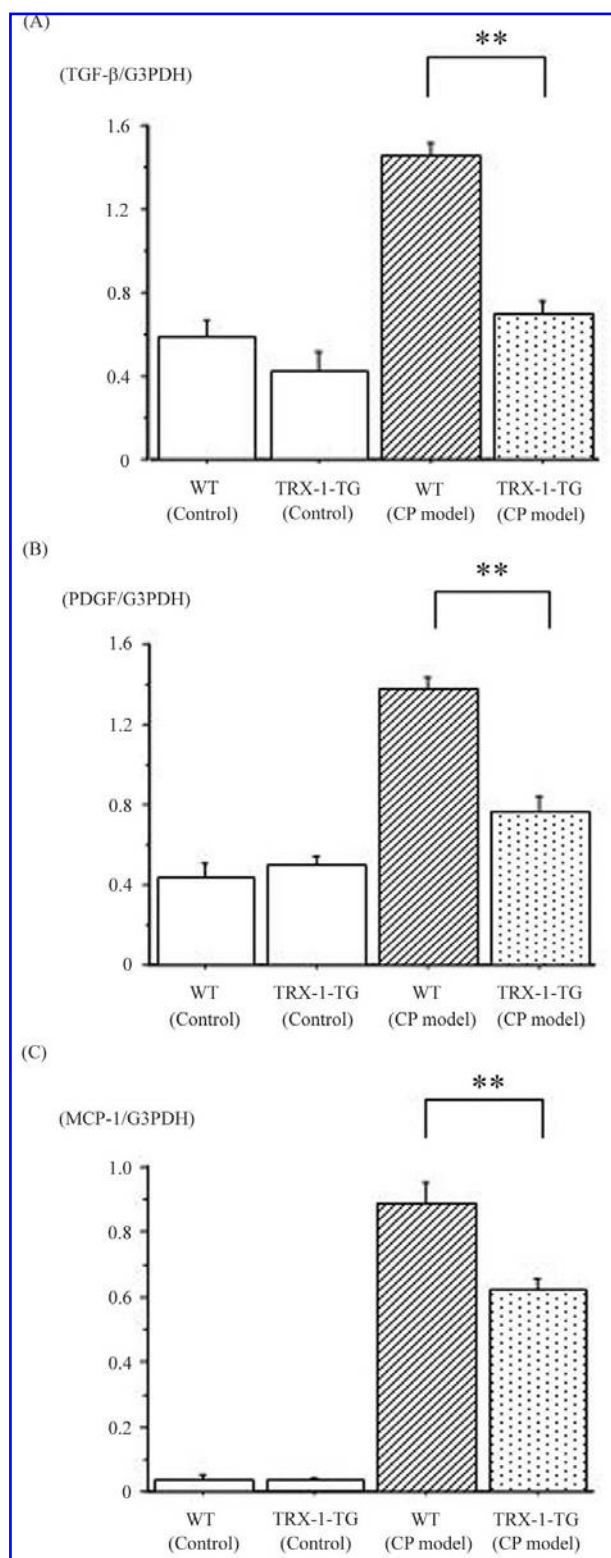 (A)
(TGF-β/G3PDH)
**
1.6
1.2
0.8
0.4
0
WT TRX-1-TG WT TRX-1-TG
(Control) (Control) (CP model) (CP model)
(B)
(PDGF/G3PDH)
**
1.6
1.2
0.8
0.4
0
WT TRX-1-TG WT TRX-1-TG
(Control) (Control) (CP model) (CP model)
(C)
(MCP-1/G3PDH)
**
1.0
0.8
0.6
0.4
0.2
0
WT TRX-1-TG WT TRX-1-TG
(Control) (Control) (CP model) (CP model)